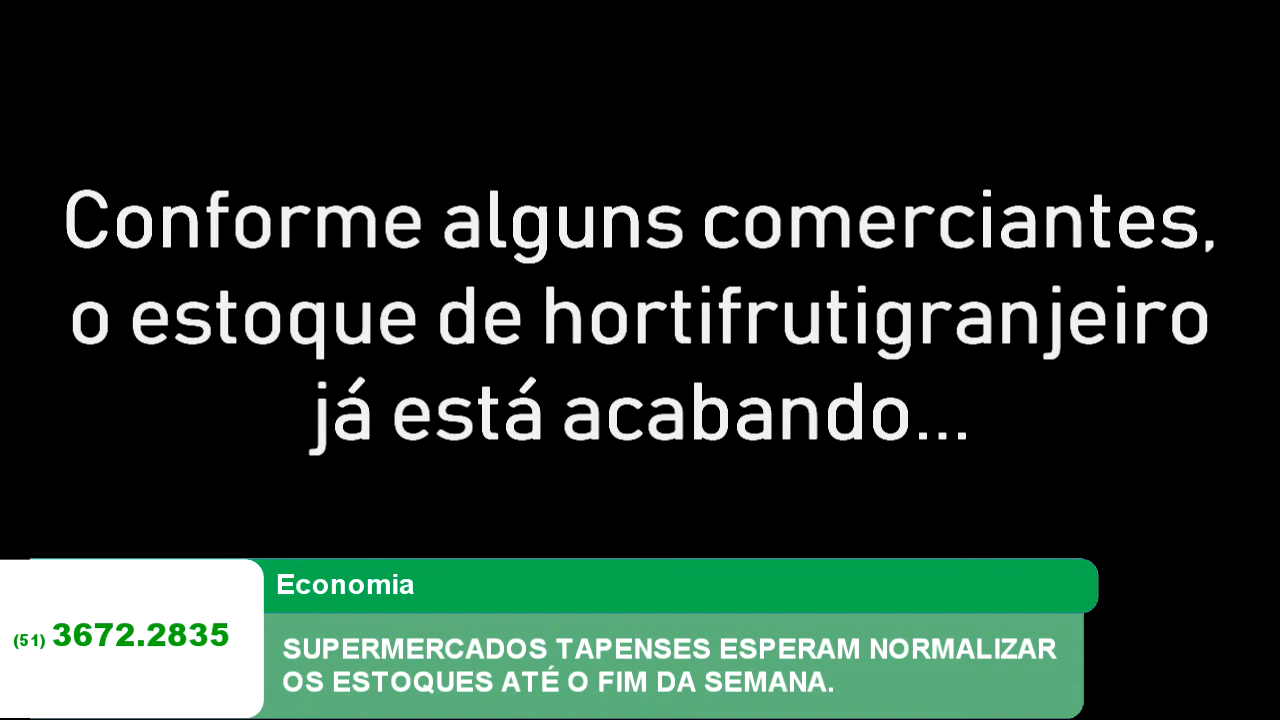 Conforme alguns comerciantes,
o estoque de hortifrutigranjeiro
já está acabando...
Economia
(51) 3672.2835
SUPERMERCADOS TAPENSES ESPERAM NORMALIZAR
OS ESTOQUES ATÉ O FIM DA SEMANA.